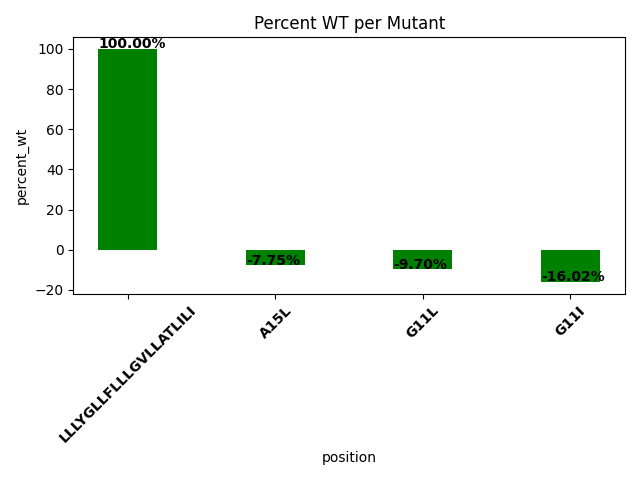 Percent WT per Mutant
100.00%
-7.75%
-9.70%
-16.02%
percent_wt
100
80
60
40
20
0
−20
LLLYGLLFLLLGVLLATLILI
A15L
G11L
G11I
position